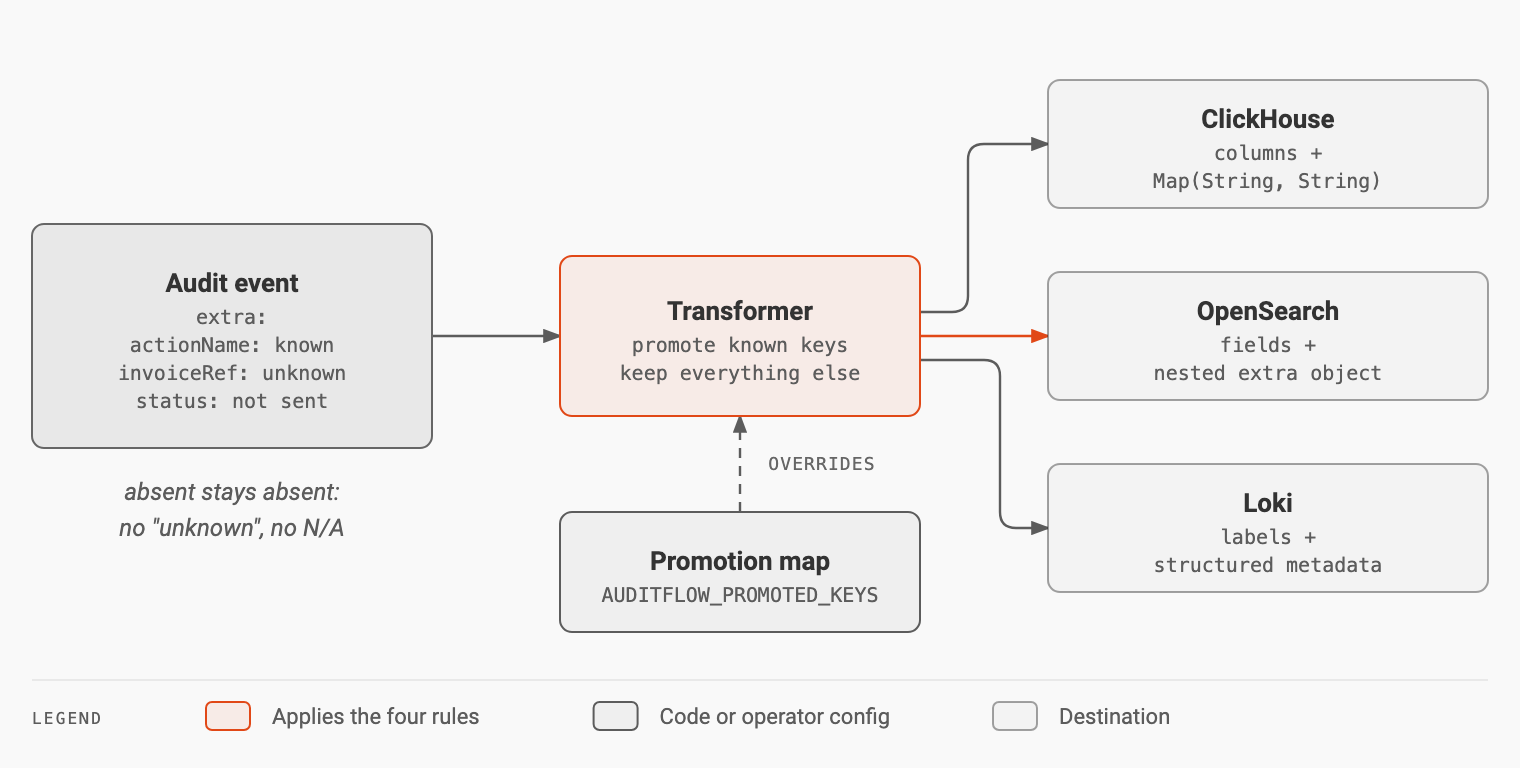 Audit event
extra:
actionName: known
invoiceRef: unknown
status: not sent
absent stays absent:
no "unknown", no N/A
Transformer
promote known keys
keep everything else
OVERRIDES
Promotion map
AUDITFLOW_PROMOTED_KEYS
ClickHouse
columns +
Map(String, String)
OpenSearch
fields +
nested extra object
Loki
labels +
structured metadata
LEGEND
Applies the four rules
Code or operator config
Destination